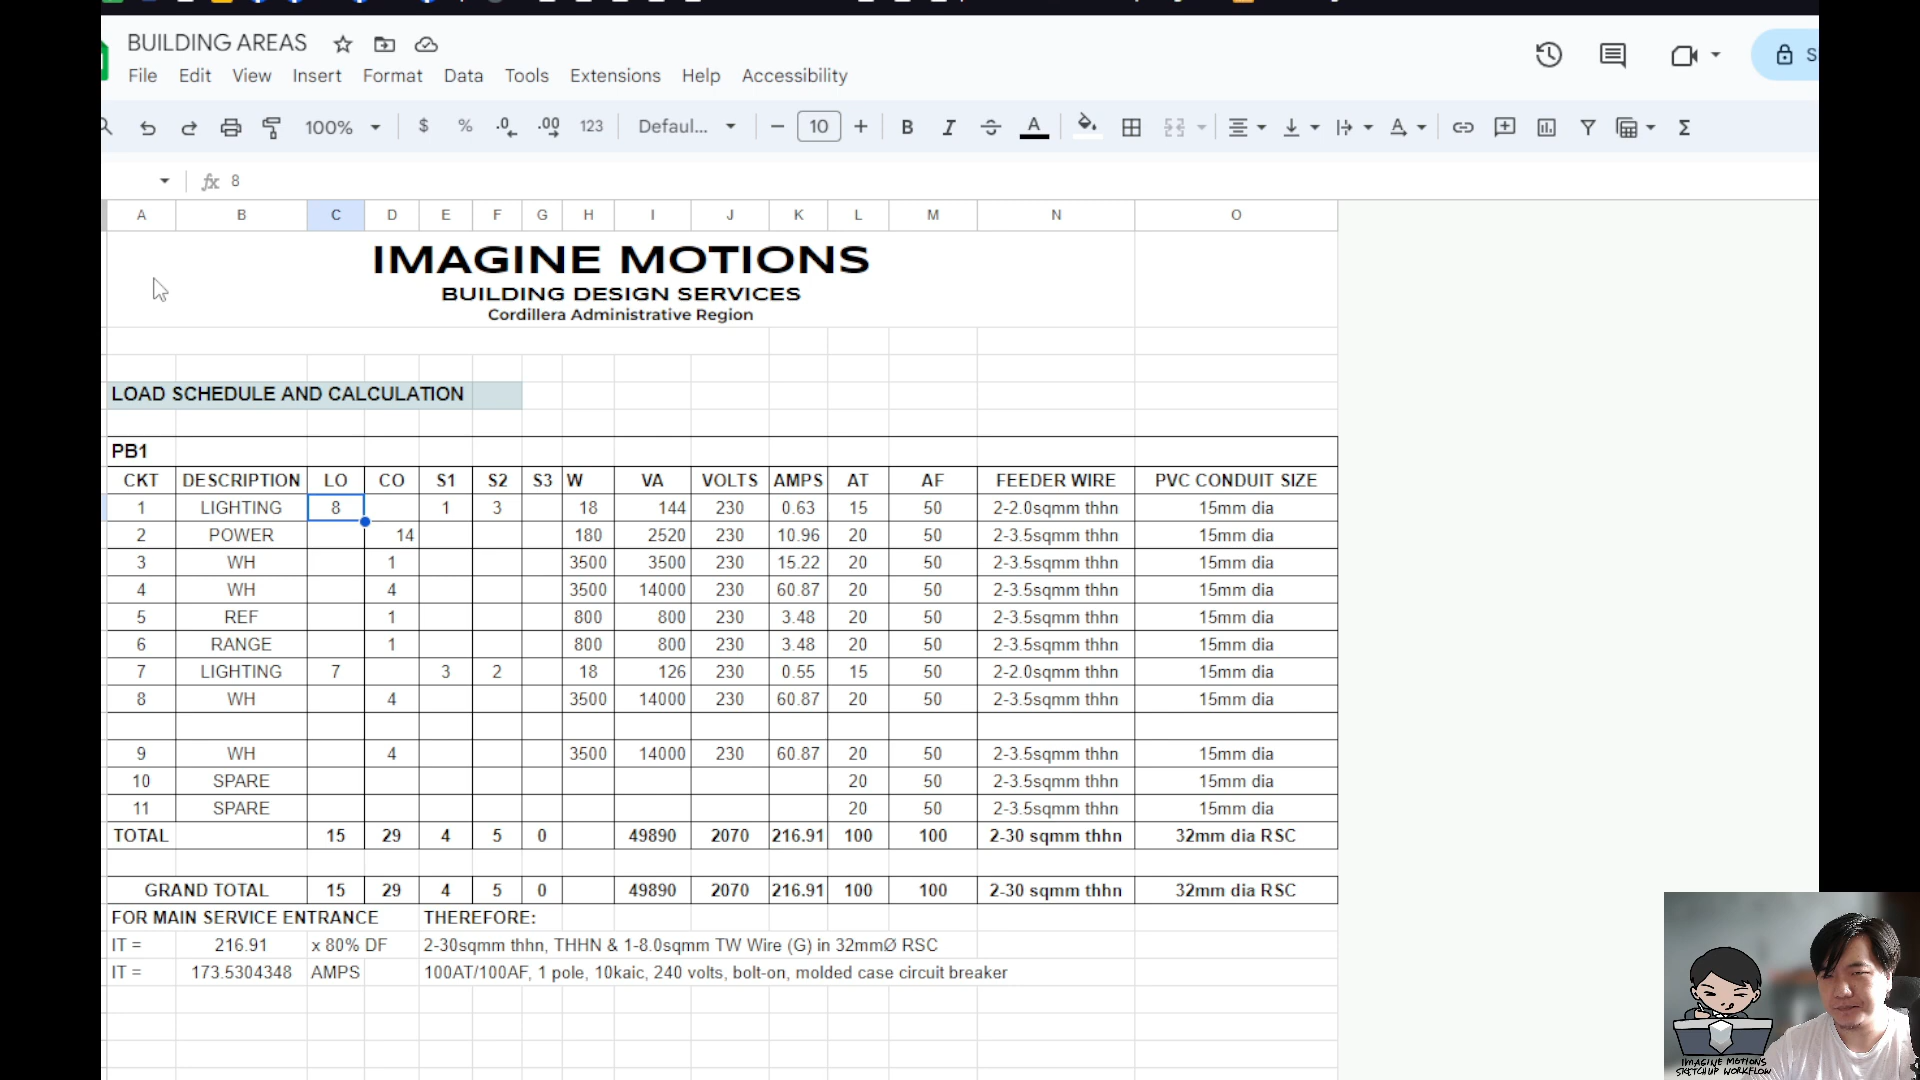 BUILDING AREAS
File Edit View Insert Format Data Tools Extensions Help Accessibility
100% $ % .0 .00 123 Defaul... 10 B I A
fx 8
A B C D E F G H I J K L M N O
IMAGINE MOTIONS
BUILDING DESIGN SERVICES
Cordillera Administrative Region
LOAD SCHEDULE AND CALCULATION
PB1
CKT DESCRIPTION LO CO S1 S2 S3 W VA VOLTS AMPS AT AF FEEDER WIRE PVC CONDUIT SIZE
1 LIGHTING 8 1 3 18 144 230 0.63 15 50 2-2.0sqmm thhn 15mm dia
2 POWER 14 180 2520 230 10.96 20 50 2-3.5sqmm thhn 15mm dia
3 WH 1 3500 3500 230 15.22 20 50 2-3.5sqmm thhn 15mm dia
4 WH 4 3500 14000 230 60.87 20 50 2-3.5sqmm thhn 15mm dia
5 REF 1 800 800 230 3.48 20 50 2-3.5sqmm thhn 15mm dia
6 RANGE 1 800 800 230 3.48 20 50 2-3.5sqmm thhn 15mm dia
7 LIGHTING 7 3 2 18 126 230 0.55 15 50 2-2.0sqmm thhn 15mm dia
8 WH 4 3500 14000 230 60.87 20 50 2-3.5sqmm thhn 15mm dia
9 WH 4 3500 14000 230 60.87 20 50 2-3.5sqmm thhn 15mm dia
10 SPARE 20 50 2-3.5sqmm thhn 15mm dia
11 SPARE 20 50 2-3.5sqmm thhn 15mm dia
TOTAL 15 29 4 5 0 49890 2070 216.91 100 100 2-30 sqmm thhn 32mm dia RSC
GRAND TOTAL 15 29 4 5 0 49890 2070 216.91 100 100 2-30 sqmm thhn 32mm dia RSC
FOR MAIN SERVICE ENTRANCE THEREFORE:
IT = 216.91 x 80% DF 2-30sqmm thhn, THHN & 1-8.0sqmm TW Wire (G) in 32mmØ RSC
IT = 173.5304348 AMPS 100AT/100AF, 1 pole, 10kaic, 240 volts, bolt-on, molded case circuit breaker
IMAGINE MOTIONS
SKETCHUP WORKFLOW